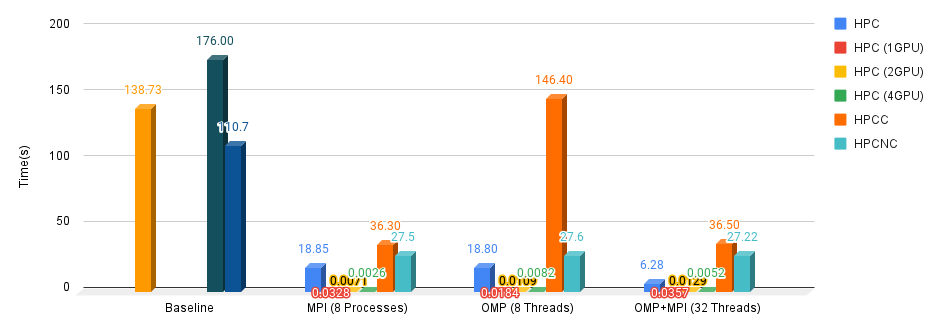 200
150
100
50
0
Time(s)
138.73
176.00
110.7
18.85
0.0328
0.0071
0.0026
36.30
27.5
18.80
0.0184
0.0109
0.0082
146.40
27.6
6.28
0.0357
0.0129
0.0052
36.50
27.22
Baseline
MPI (8 Processes)
OMP (8 Threads)
OMP+MPI (32 Threads)
HPC
HPC (1GPU)
HPC (2GPU)
HPC (4GPU)
HPCC
HPCNC